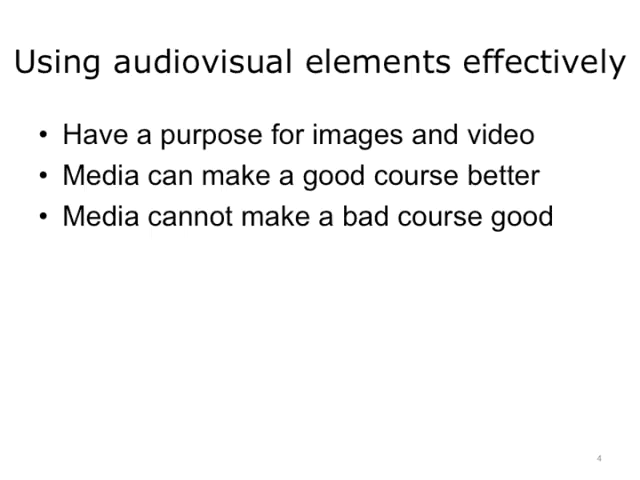 Using audiovisual elements effectively
• Have a purpose for images and video
• Media can make a good course better
• Media cannot make a bad course good
4